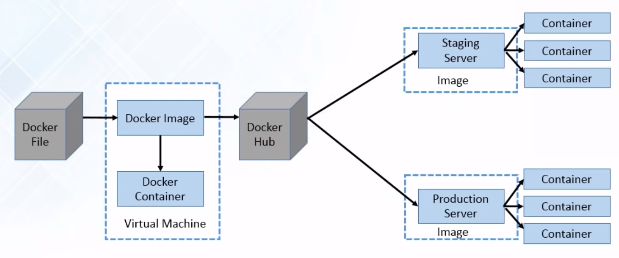 Docker
File
Docker Image
Docker
Container
Virtual Machine
Docker
Hub
Staging
Server
Image
Container
Container
Container
Production
Server
Image
Container
Container
Container